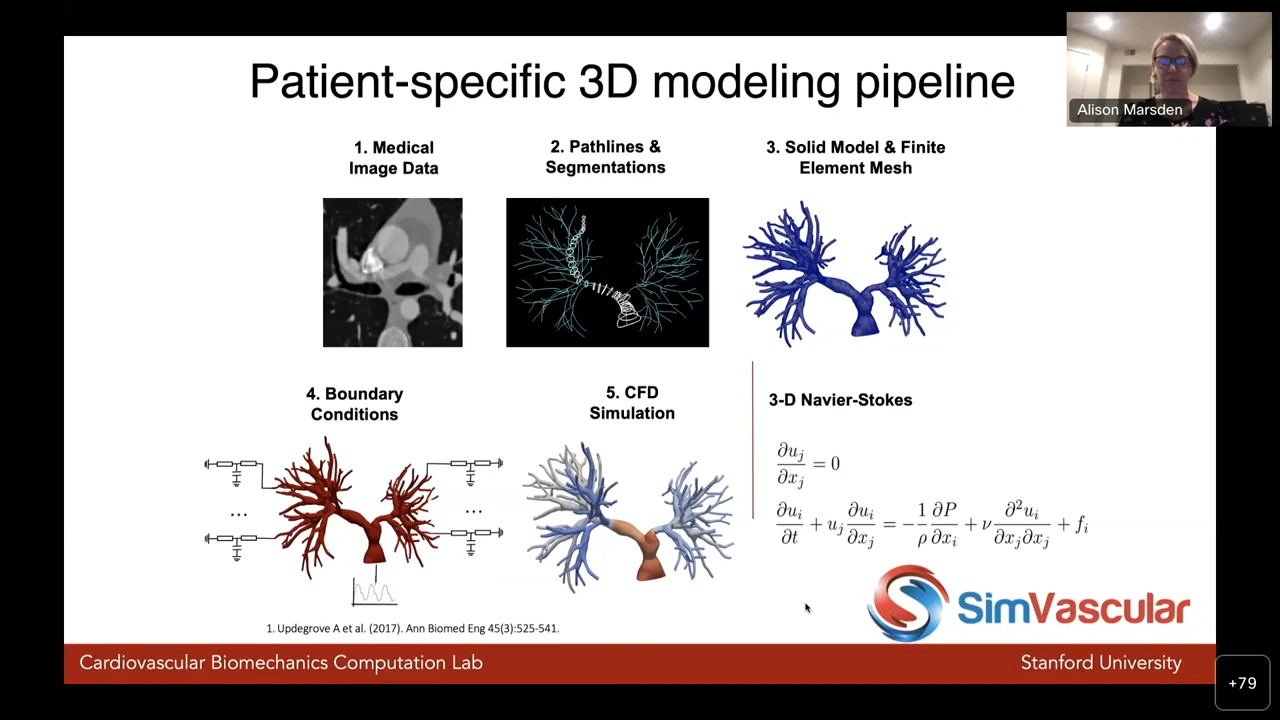 Patient-specific 3D modeling pipeline
Alison Marsden
1. Medical
Image Data
2. Pathlines &
Segmentations
3. Solid Model & Finite
Element Mesh
4. Boundary
Conditions
5. CFD
Simulation
3-D Navier-Stokes
∂u_j/∂x_j = 0
∂u_i/∂t + u_j ∂u_i/∂x_j = −1/ρ ∂P/∂x_i + ν ∂²u_i/∂x_j∂x_j + f_i
...
...
SimVascular
1. Updegrove A et al. (2017). Ann Biomed Eng 45(3):525-541.
Cardiovascular Biomechanics Computation Lab
Stanford University
+79